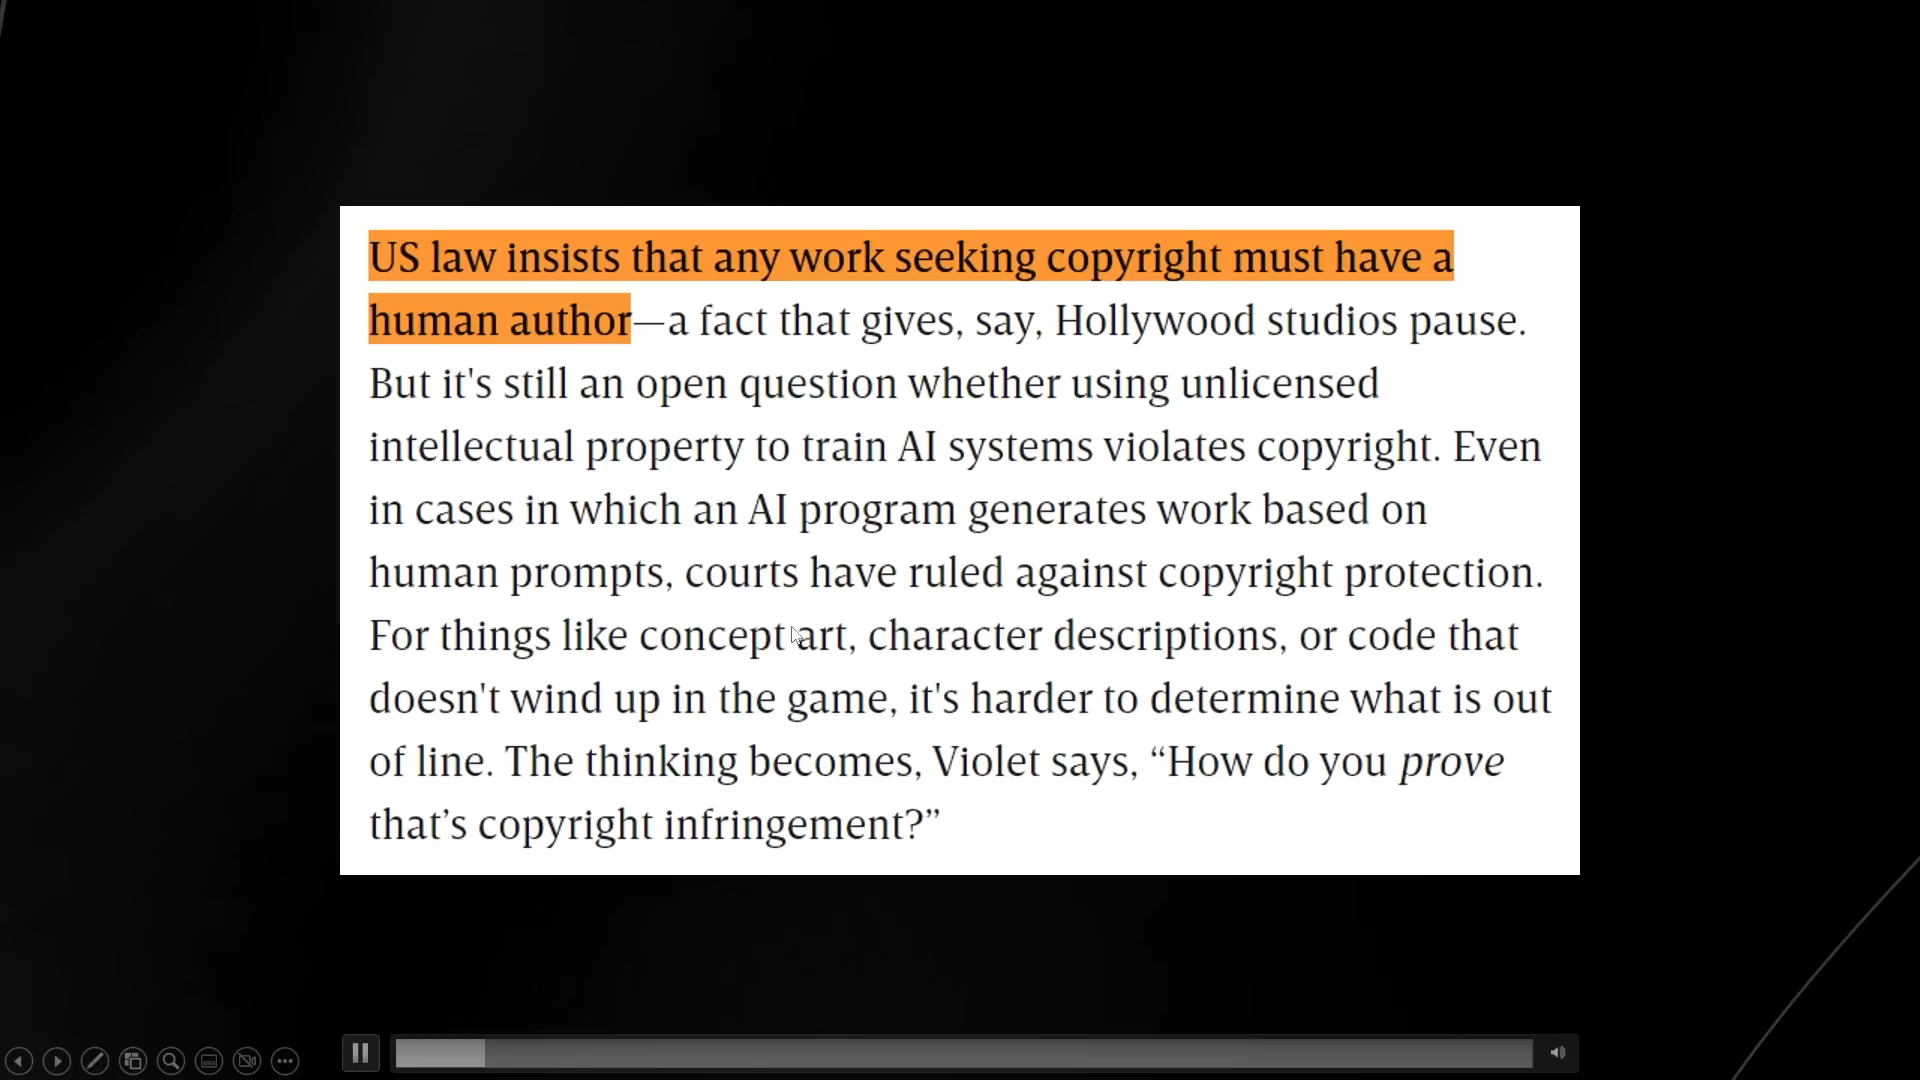 US law insists that any work seeking copyright must have a
human author—a fact that gives, say, Hollywood studios pause.
But it's still an open question whether using unlicensed
intellectual property to train AI systems violates copyright. Even
in cases in which an AI program generates work based on
human prompts, courts have ruled against copyright protection.
For things like concept art, character descriptions, or code that
doesn't wind up in the game, it's harder to determine what is out
of line. The thinking becomes, Violet says, “How do you prove
that’s copyright infringement?”